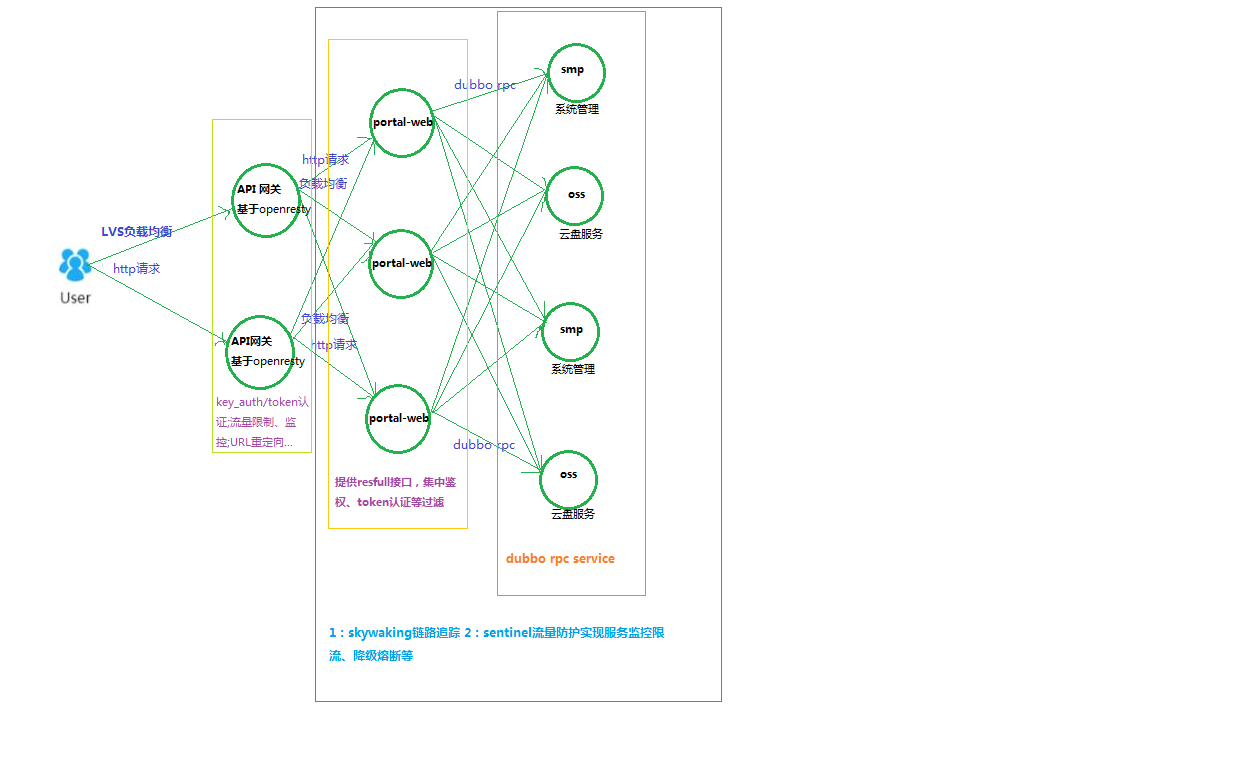 LVS负载均衡
http请求
User
API 网关
基于openresty
API网关
基于openresty
key_auth/token认
证;流量限制、监
控;URL重定向...
http请求
负载均衡
负载均衡
http请求
portal-web
portal-web
portal-web
提供resfull接口，集中鉴
权、token认证等过滤
dubbo rpc
dubbo rpc
smp
系统管理
oss
云盘服务
smp
系统管理
oss
云盘服务
dubbo rpc service
1：skywaking链路追踪 2：sentinel流量防护实现服务监控限
流、降级熔断等